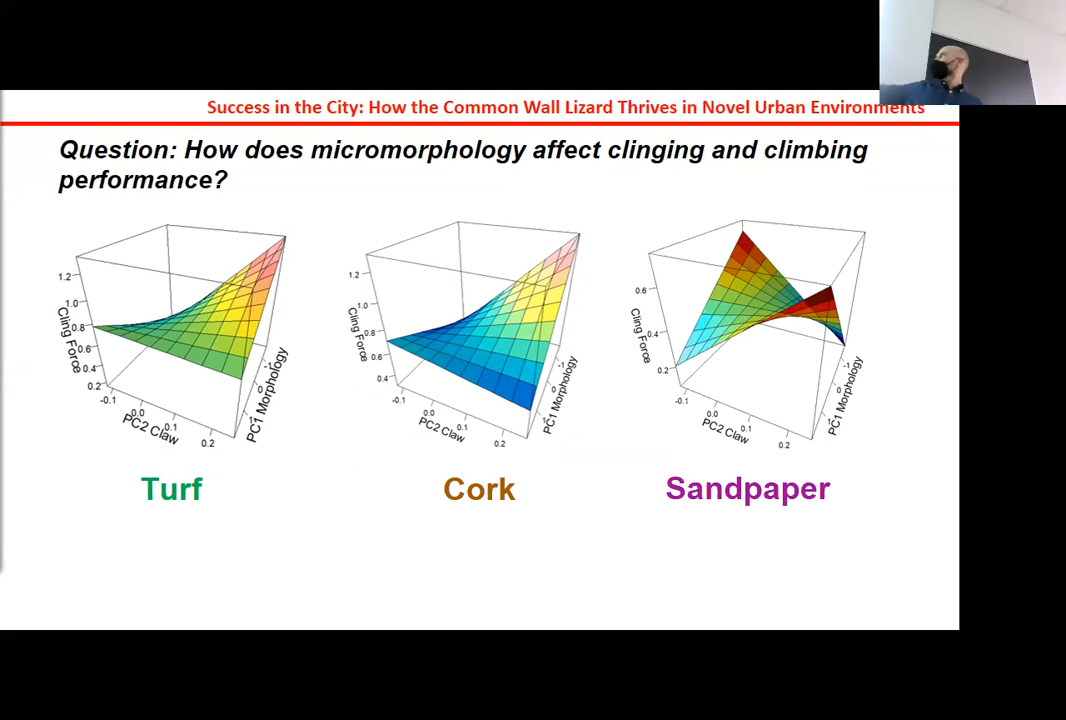 Success in the City: How the Common Wall Lizard Thrives in Novel Urban Environments
Question: How does micromorphology affect clinging and climbing
performance?
1.2
1.0
0.8
0.6
0.4
0.2
Cling Force
-0.1
0.0
0.1
0.2
PC2 Claw
-1
0
1
PC1 Morphology
1.2
1.0
0.8
0.6
0.4
Cling Force
-0.1
0.0
0.1
0.2
PC2 Claw
-1
0
1
PC1 Morphology
0.6
0.4
0.2
Cling Force
-0.1
0.0
0.1
0.2
PC2 Claw
-1
0
PC1 Morphology
Turf
Cork
Sandpaper